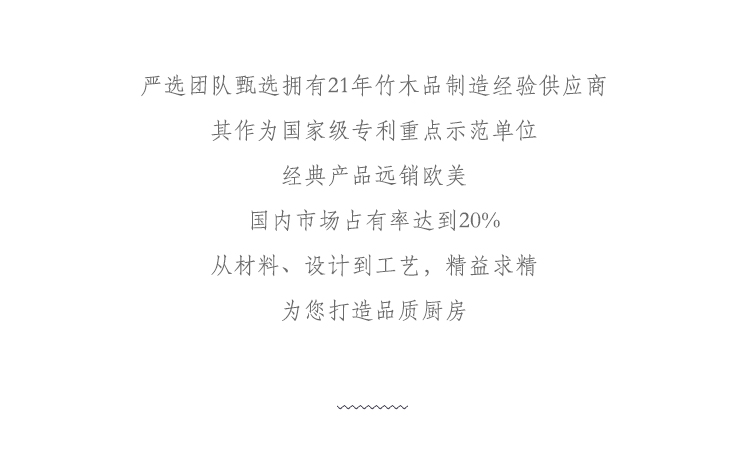 严选团队甄选拥有21年竹木品制造经验供应商
其作为国家级专利重点示范单位
经典产品远销欧美
国内市场占有率达到20%
从材料、设计到工艺，精益求精
为您打造品质厨房